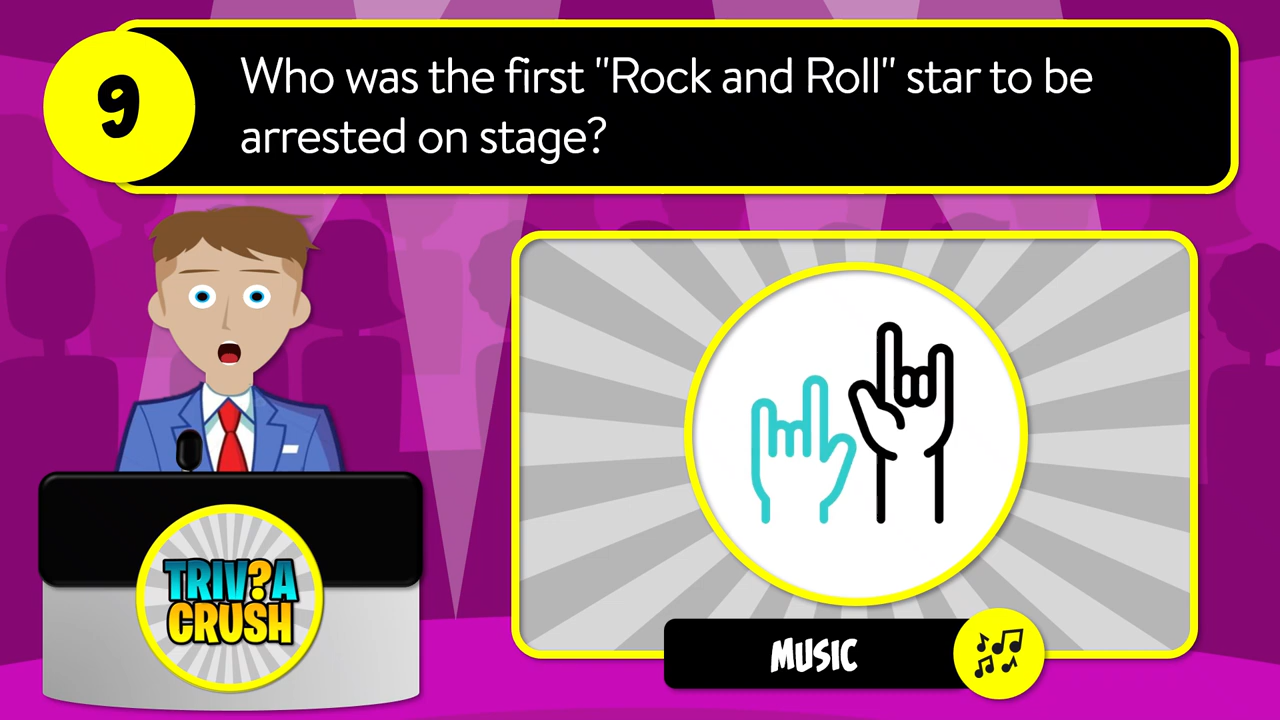 9
Who was the first "Rock and Roll" star to be
arrested on stage?
TRIV?A
CRUSH
MUSIC